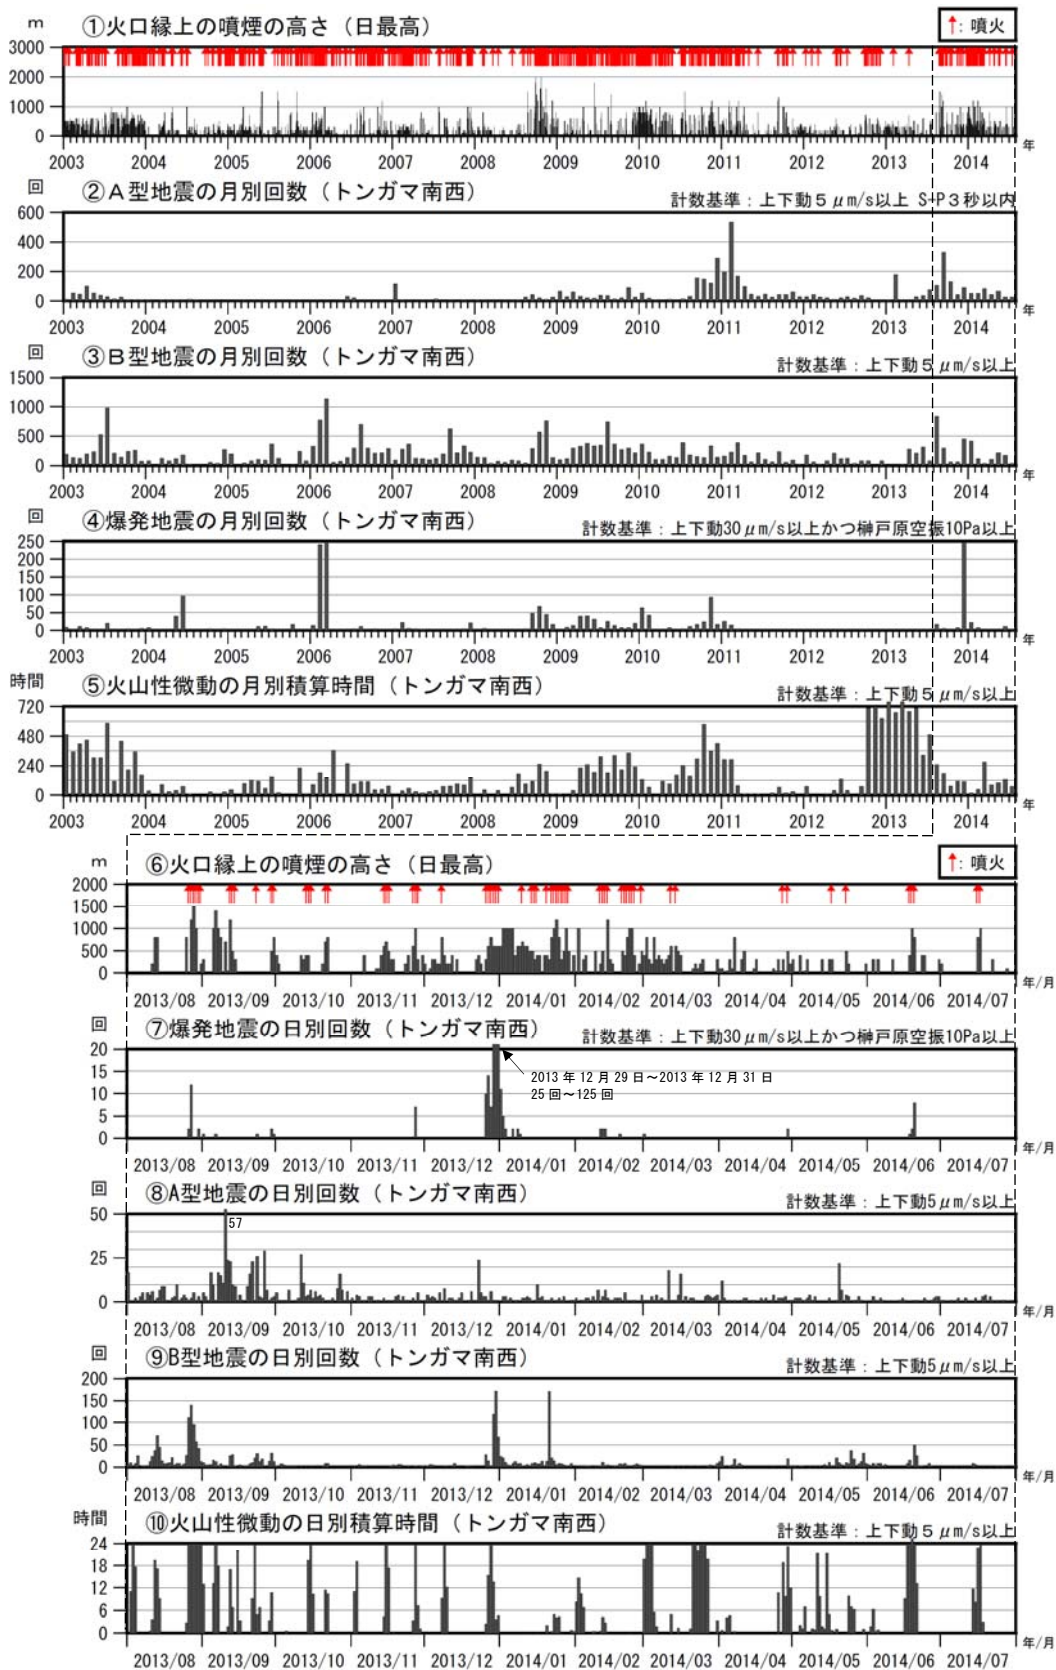 m ①火口縁上の噴煙の高さ（日最高） ↑: 噴火
3000
2000
1000
0
2003 2004 2005 2006 2007 2008 2009 2010 2011 2012 2013 2014 年
回 ②Ａ型地震の月別回数（トンガマ南西） 計数基準：上下動５μm/s以上 S-P３秒以内
600
400
200
0
2003 2004 2005 2006 2007 2008 2009 2010 2011 2012 2013 2014 年
回 ③Ｂ型地震の月別回数（トンガマ南西） 計数基準：上下動５μm/s以上
1500
1000
500
0
2003 2004 2005 2006 2007 2008 2009 2010 2011 2012 2013 2014 年
回 ④爆発地震の月別回数（トンガマ南西） 計数基準：上下動30μm/s以上かつ榊戸原空振10Pa以上
250
200
150
100
50
0
2003 2004 2005 2006 2007 2008 2009 2010 2011 2012 2013 2014 年
時間 ⑤火山性微動の月別積算時間（トンガマ南西） 計数基準：上下動５μm/s以上
720
480
240
0
2003 2004 2005 2006 2007 2008 2009 2010 2011 2012 2013 2014 年
m ⑥火口縁上の噴煙の高さ（日最高） ↑: 噴火
2000
1500
1000
500
0
2013/08 2013/09 2013/10 2013/11 2013/12 2014/01 2014/02 2014/03 2014/04 2014/05 2014/06 2014/07 年/月
回 ⑦爆発地震の日別回数（トンガマ南西） 計数基準：上下動30μm/s以上かつ榊戸原空振10Pa以上
20
15
10
5
0
2013 年 12 月 29 日～2013 年 12 月 31 日
25 回～125 回
2013/08 2013/09 2013/10 2013/11 2013/12 2014/01 2014/02 2014/03 2014/04 2014/05 2014/06 2014/07 年/月
回 ⑧A型地震の日別回数（トンガマ南西） 計数基準：上下動5μm/s以上
50
25
0
57
2013/08 2013/09 2013/10 2013/11 2013/12 2014/01 2014/02 2014/03 2014/04 2014/05 2014/06 2014/07 年/月
回 ⑨B型地震の日別回数（トンガマ南西） 計数基準：上下動5μm/s以上
200
150
100
50
0
2013/08 2013/09 2013/10 2013/11 2013/12 2014/01 2014/02 2014/03 2014/04 2014/05 2014/06 2014/07 年/月
時間 ⑩火山性微動の日別積算時間（トンガマ南西） 計数基準：上下動５μm/s以上
24
18
12
6
0
2013/08 2013/09 2013/10 2013/11 2013/12 2014/01 2014/02 2014/03 2014/04 2014/05 2014/06 2014/07 年/月